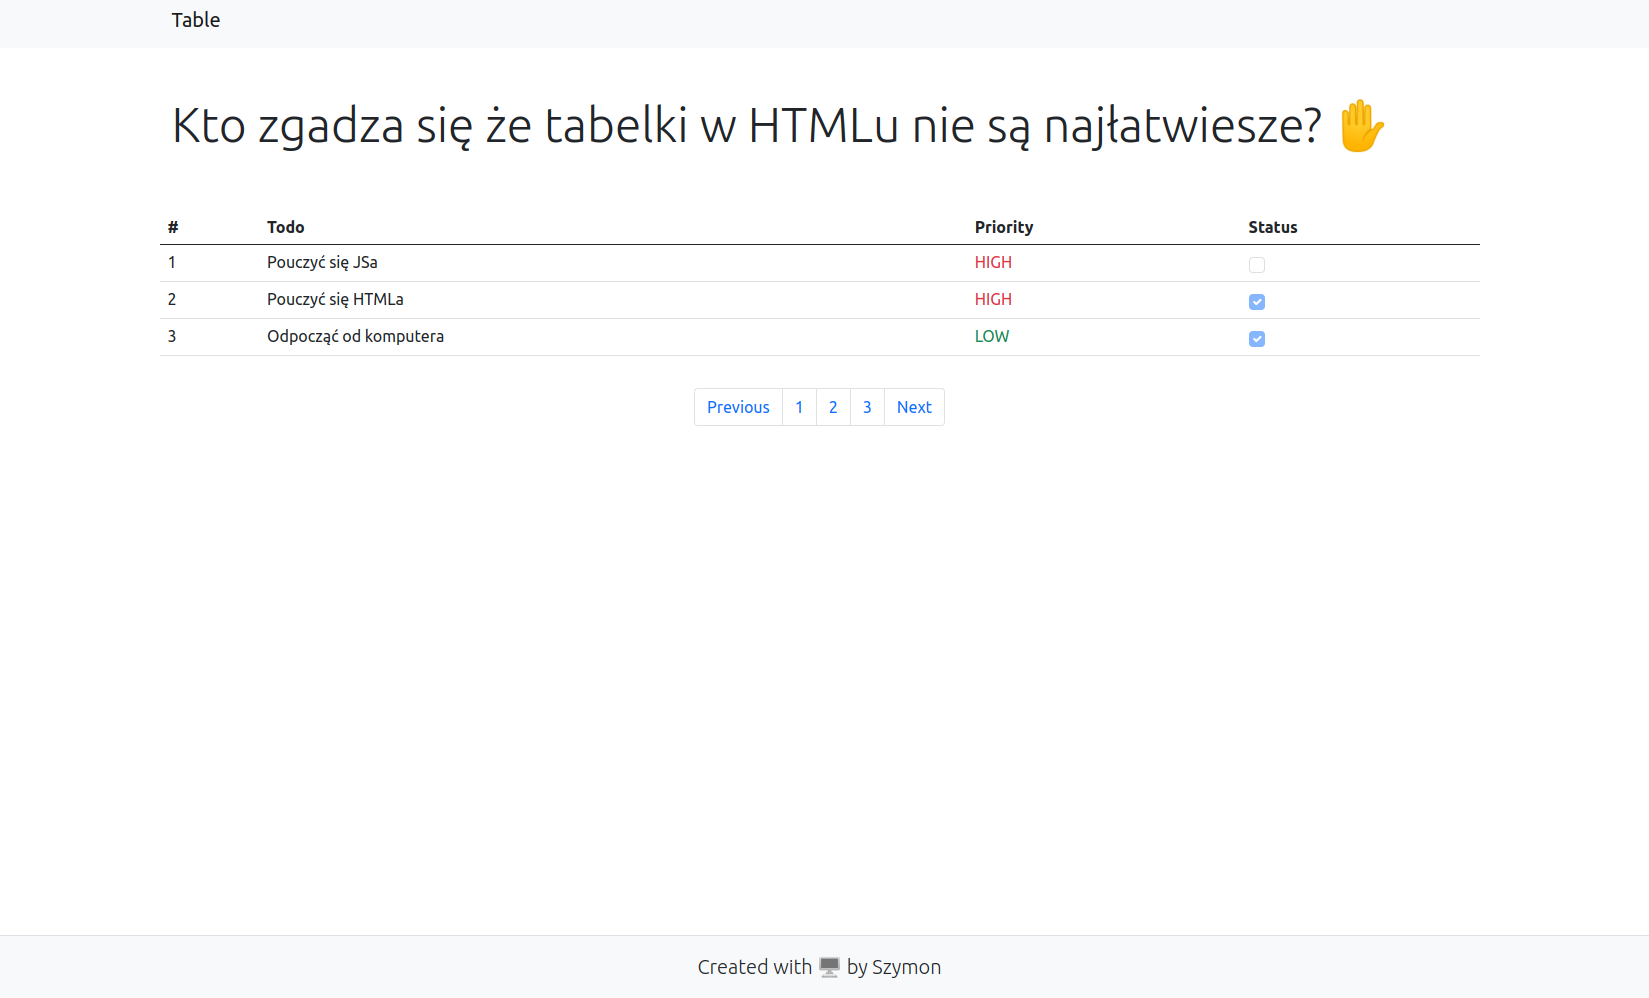 Table
Kto zgadza się że tabelki w HTMLu nie są najłatwiesze? ✋
# Todo Priority Status
1 Pouczyć się JSa HIGH
2 Pouczyć się HTMLa HIGH
3 Odpocząć od komputera LOW
Previous 1 2 3 Next
Created with 🖥️ by Szymon